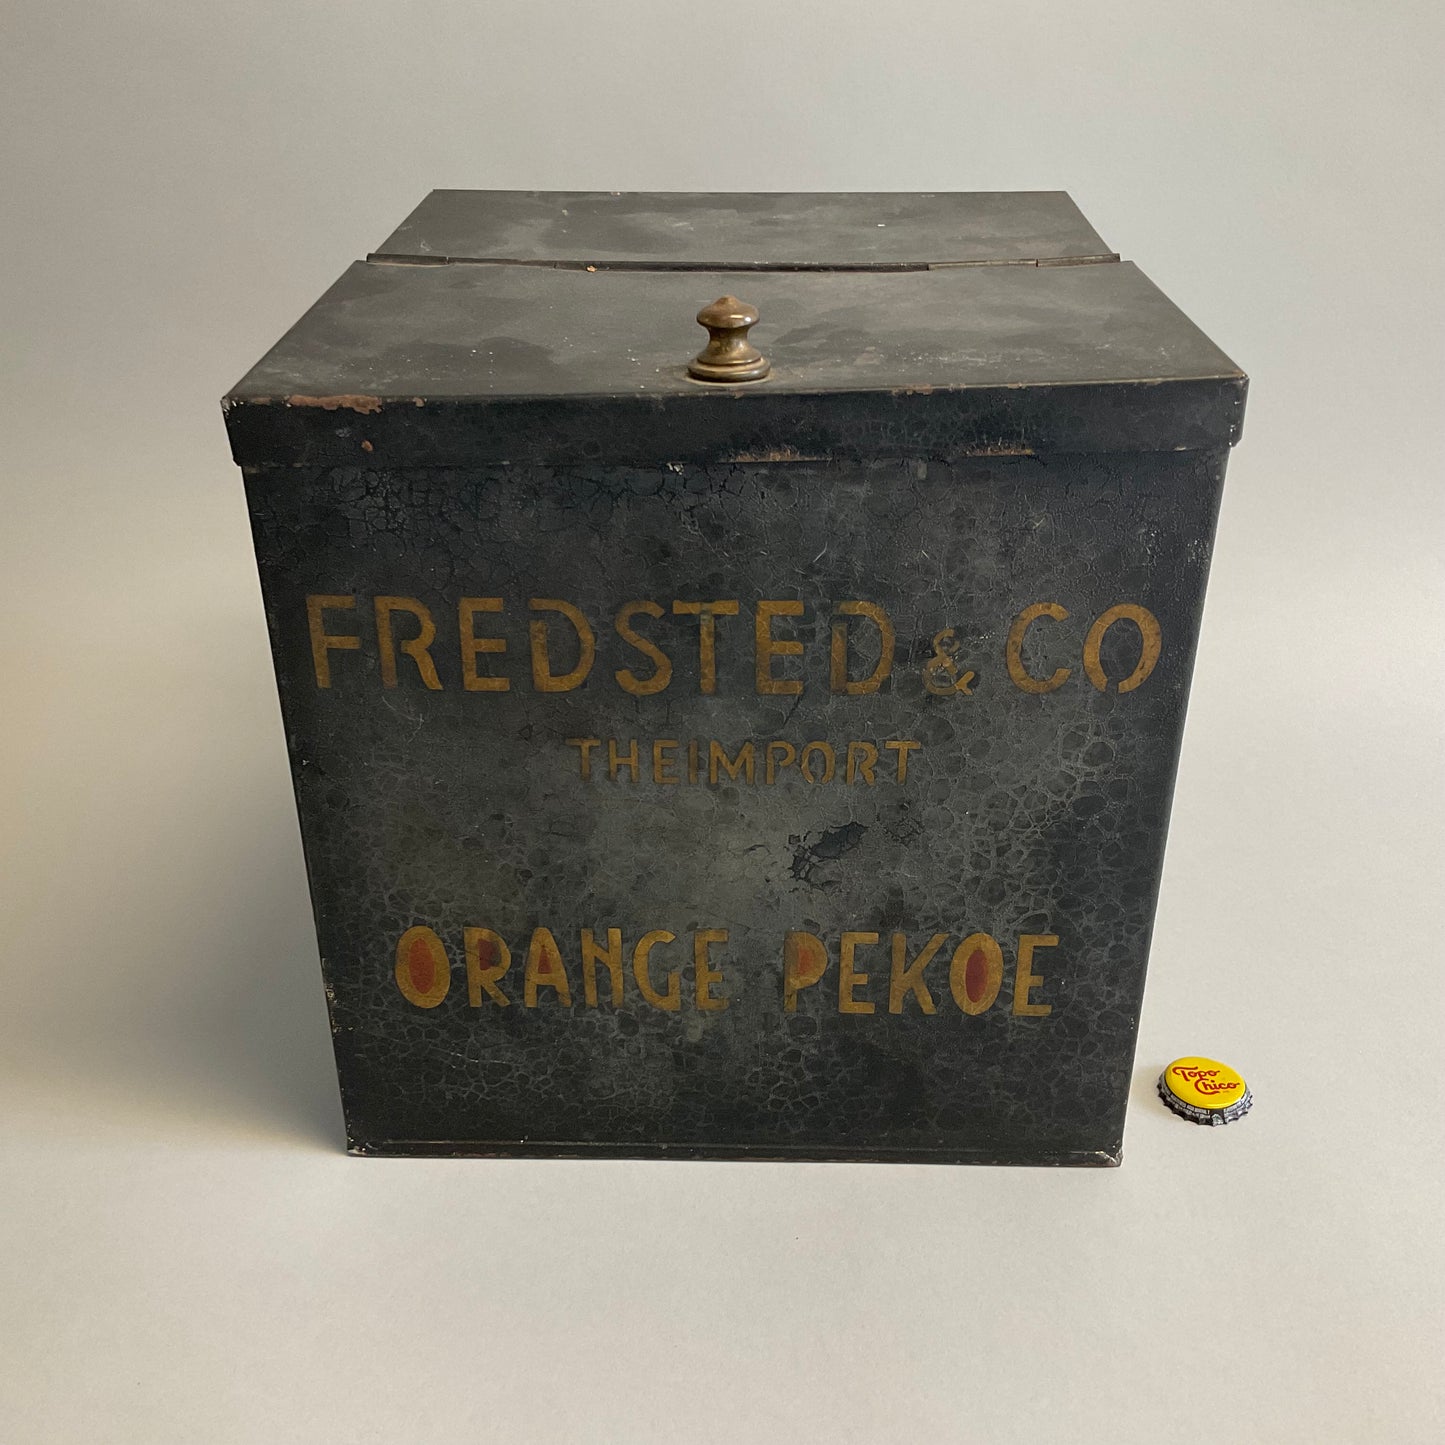 FREDSTED & CO
THEIMPORT
ORANGE PEKOE
Topo
Chico